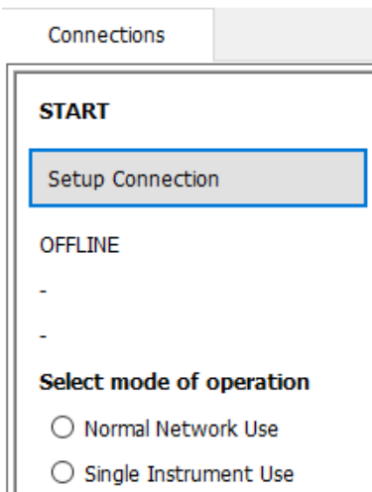 Connections
START
Setup Connection
OFFLINE
-
-
Select mode of operation
Normal Network Use
Single Instrument Use